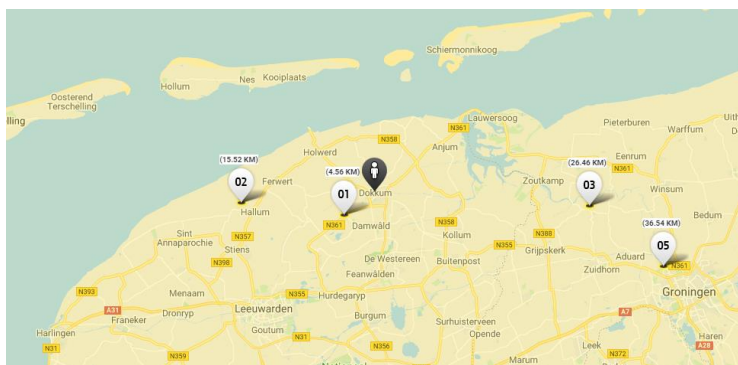 Schiermonnikoog
Nes
Kooiplaats
Hollum
Oosterend
Terschelling
lling
Lauwersoog
N361
Pieterburen
Warffum
Uith
N358
Anjum
Holwerd
(15.52 KM)
02
Ferwert
(4.56 KM)
01
Dokkum
(26.46 KM)
03
Zoutkamp
Eenrum
N361
Winsum
Hallum
N361
Damwâld
N358
Kollum
(36.54 KM)
05
Bedum
Sint
Annaparochie
N357
Stiens
N398
N388
N355
Grijpskerk
Aduard
N361
Zuidhorn
De Westereen
Feanwâlden
Buitenpost
N393
Menaam
N355
Hurdegaryp
Groningen
A31
Dronryp
Leeuwarden
Franeker
Burgum
Surhuisterveen
Opende
A7
Harlingen
Goutum
N31
N31
Haren
N356
Leek
A28
N359
Marum
N372